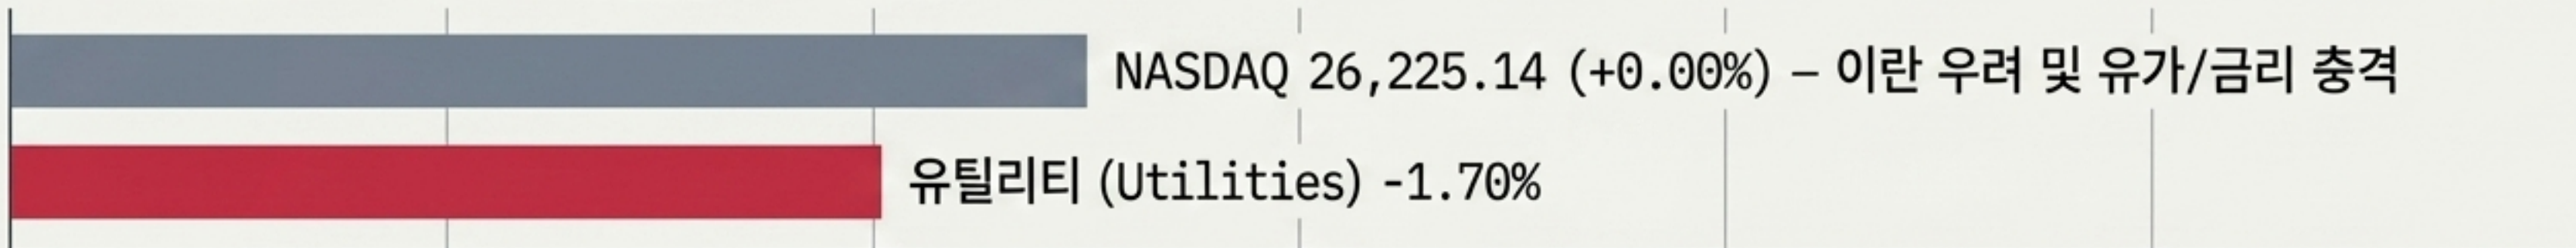 NASDAQ 26,225.14 (+0.00%) – 이란 우려 및 유가/금리 충격
유틸리티 (Utilities) -1.70%